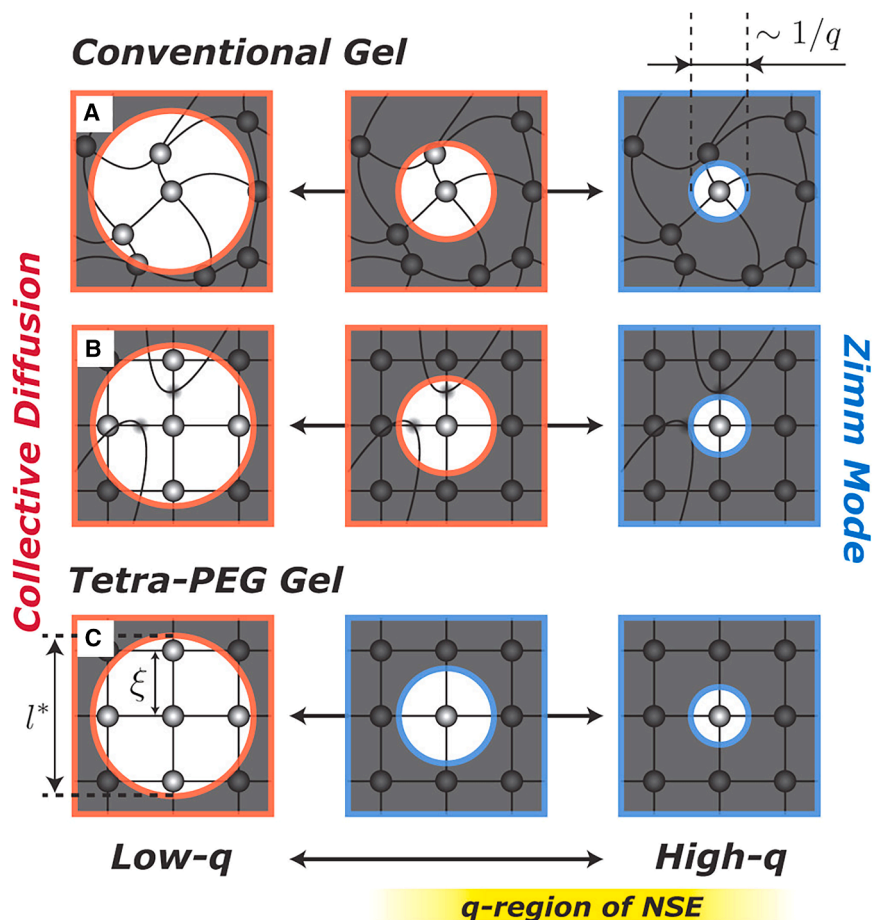 Conventional Gel
~ 1/q
A
B
Collective Diffusion
Zimm Mode
Tetra-PEG Gel
C
ξ
l*
Low-q
High-q
q-region of NSE